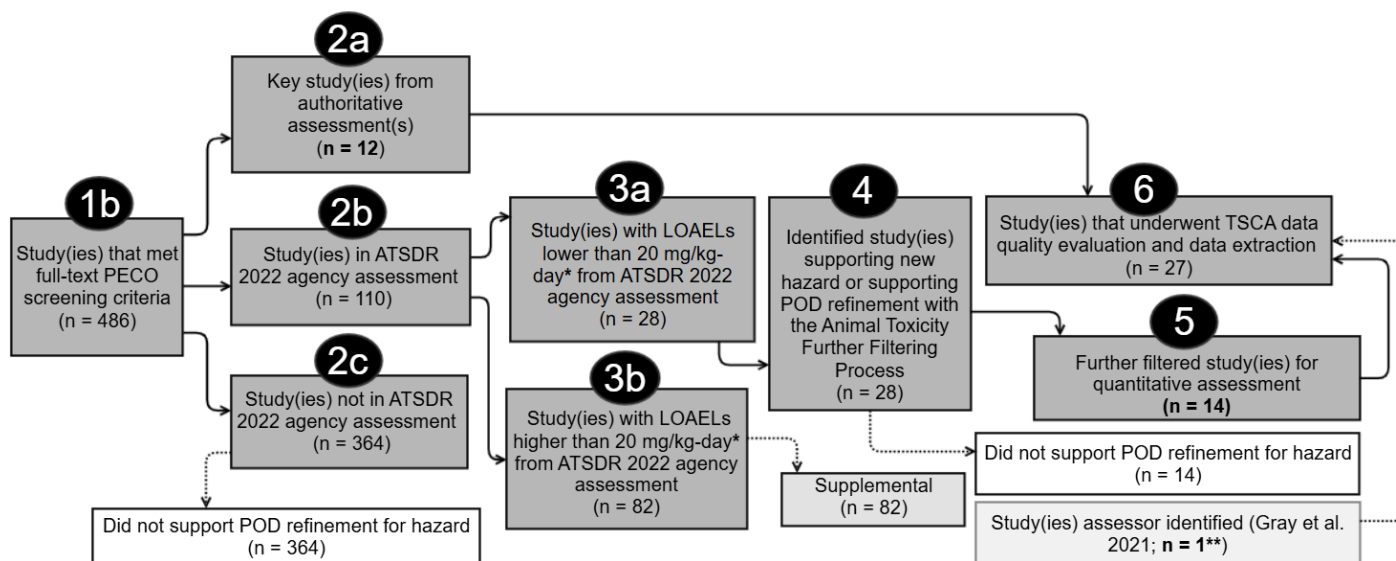 2a
Key study(ies) from
authoritative
assessment(s)
(n = 12)
1b
Study(ies) that met
full-text PECO
screening criteria
(n = 486)
2b
Study(ies) in ATSDR
2022 agency assessment
(n = 110)
2c
Study(ies) not in ATSDR
2022 agency assessment
(n = 364)
Did not support POD refinement for hazard
(n = 364)
3a
Study(ies) with LOAELs
lower than 20 mg/kg-
day* from ATSDR 2022
agency assessment
(n = 28)
3b
Study(ies) with LOAELs
higher than 20 mg/kg-day*
from ATSDR 2022 agency
assessment
(n = 82)
Supplemental
(n = 82)
4
Identified study(ies)
supporting new
hazard or supporting
POD refinement with
the Animal Toxicity
Further Filtering
Process
(n = 28)
6
Study(ies) that underwent TSCA data
quality evaluation and data extraction
(n = 27)
5
Further filtered study(ies) for
quantitative assessment
(n = 14)
Did not support POD refinement for hazard
(n = 14)
Study(ies) assessor identified (Gray et al.
2021; n = 1**)